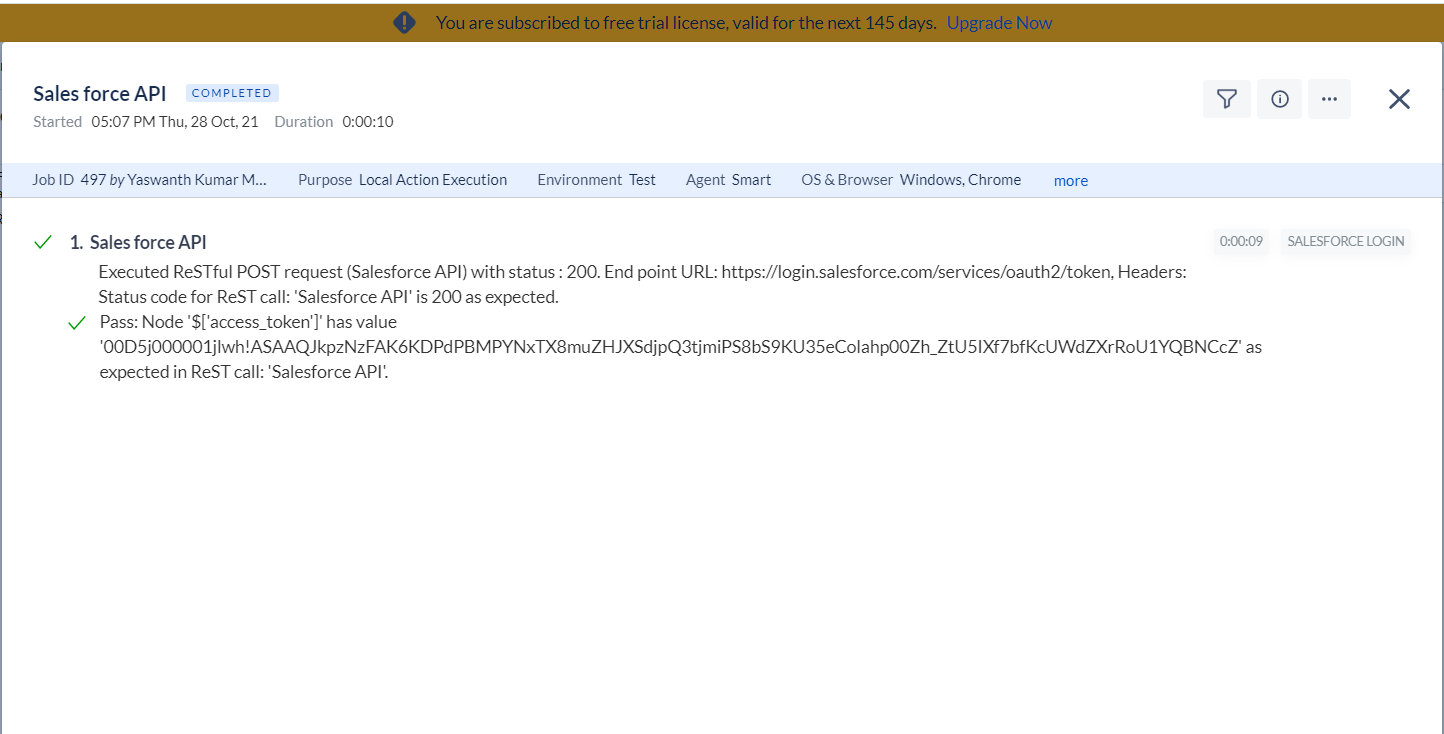 You are subscribed to free trial license, valid for the next 145 days. Upgrade Now
Sales force API COMPLETED
Started 05:07 PM Thu, 28 Oct, 21 Duration 0:00:10
Job ID 497 by Yaswanth Kumar M... Purpose Local Action Execution Environment Test Agent Smart OS & Browser Windows, Chrome more
1. Sales force API 0:00:09 SALESFORCE LOGIN
Executed ReSTful POST request (Salesforce API) with status : 200. End point URL: https://login.salesforce.com/services/oauth2/token, Headers:
Status code for ReST call: 'Salesforce API' is 200 as expected.
Pass: Node '$['access_token']' has value
'00D5j000001jlwh!ASAAQJkpzNzFAK6KDPdPBMPYNxTX8muZHJXSdjpQ3tjmiPS8bS9KU35eColahp00Zh_ZtU5IXf7bfKcUWdZXrRoU1YQBNCcZ' as
expected in ReST call: 'Salesforce API'.